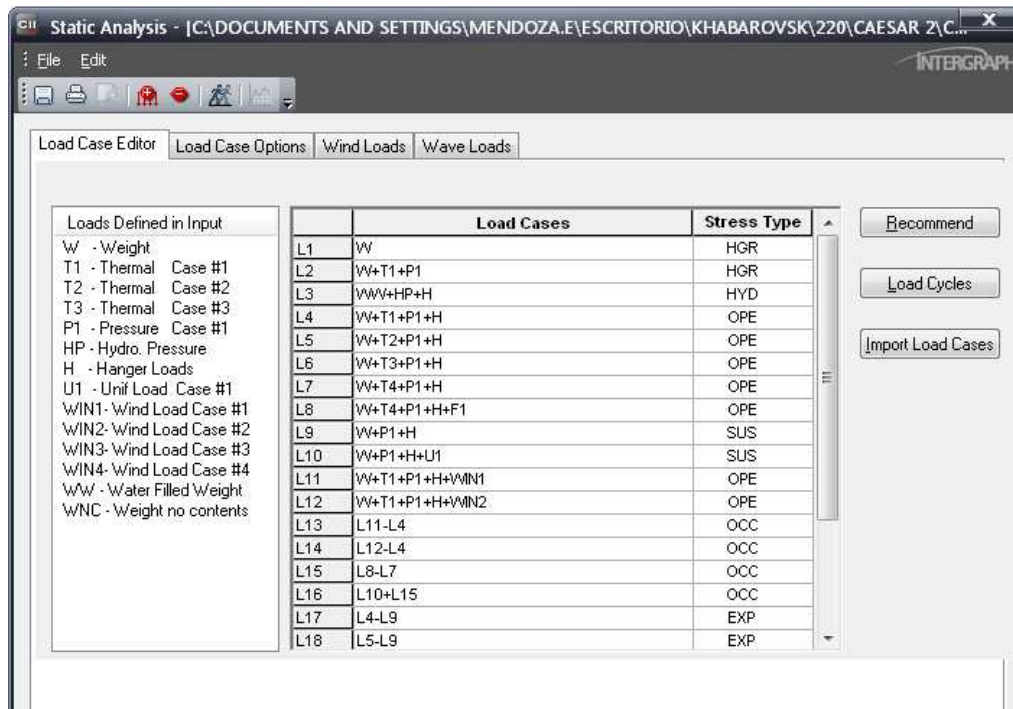 Static Analysis - [C:\DOCUMENTS AND SETTINGS\MENDOZA.E\ESCRITORIO\KHABAROVSK\220\CAESAR 2\C...
File Edit
INTERGRAPH
Load Case Editor Load Case Options Wind Loads Wave Loads
Loads Defined in Input
W - Weight
T1 - Thermal Case #1
T2 - Thermal Case #2
T3 - Thermal Case #3
P1 - Pressure Case #1
HP - Hydro. Pressure
H - Hanger Loads
U1 - Unif Load Case #1
WIN1- Wind Load Case #1
WIN2- Wind Load Case #2
WIN3- Wind Load Case #3
WIN4- Wind Load Case #4
WW - Water Filled Weight
WNC - Weight no contents
Load Cases Stress Type
L1 W HGR
L2 W+T1+P1 HGR
L3 WW+HP+H HYD
L4 W+T1+P1+H OPE
L5 W+T2+P1+H OPE
L6 W+T3+P1+H OPE
L7 W+T4+P1+H OPE
L8 W+T4+P1+H+F1 OPE
L9 W+P1+H SUS
L10 W+P1+H+U1 SUS
L11 W+T1+P1+H+WIN1 OPE
L12 W+T1+P1+H+WIN2 OPE
L13 L11-L4 OCC
L14 L12-L4 OCC
L15 L8-L7 OCC
L16 L10+L15 OCC
L17 L4-L9 EXP
L18 L5-L9 EXP
Recommend
Load Cycles
Import Load Cases